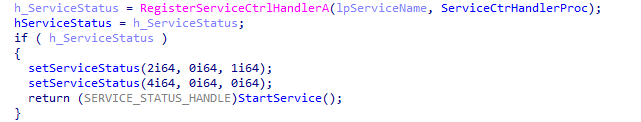 h_ServiceStatus = RegisterServiceCtrlHandlerA(lpServiceName, ServiceCtrHandlerProc);
hServiceStatus = h_ServiceStatus;
if ( h_ServiceStatus )
{
setServiceStatus(2i64, 0i64, 1i64);
setServiceStatus(4i64, 0i64, 0i64);
return (SERVICE_STATUS_HANDLE)StartService();
}